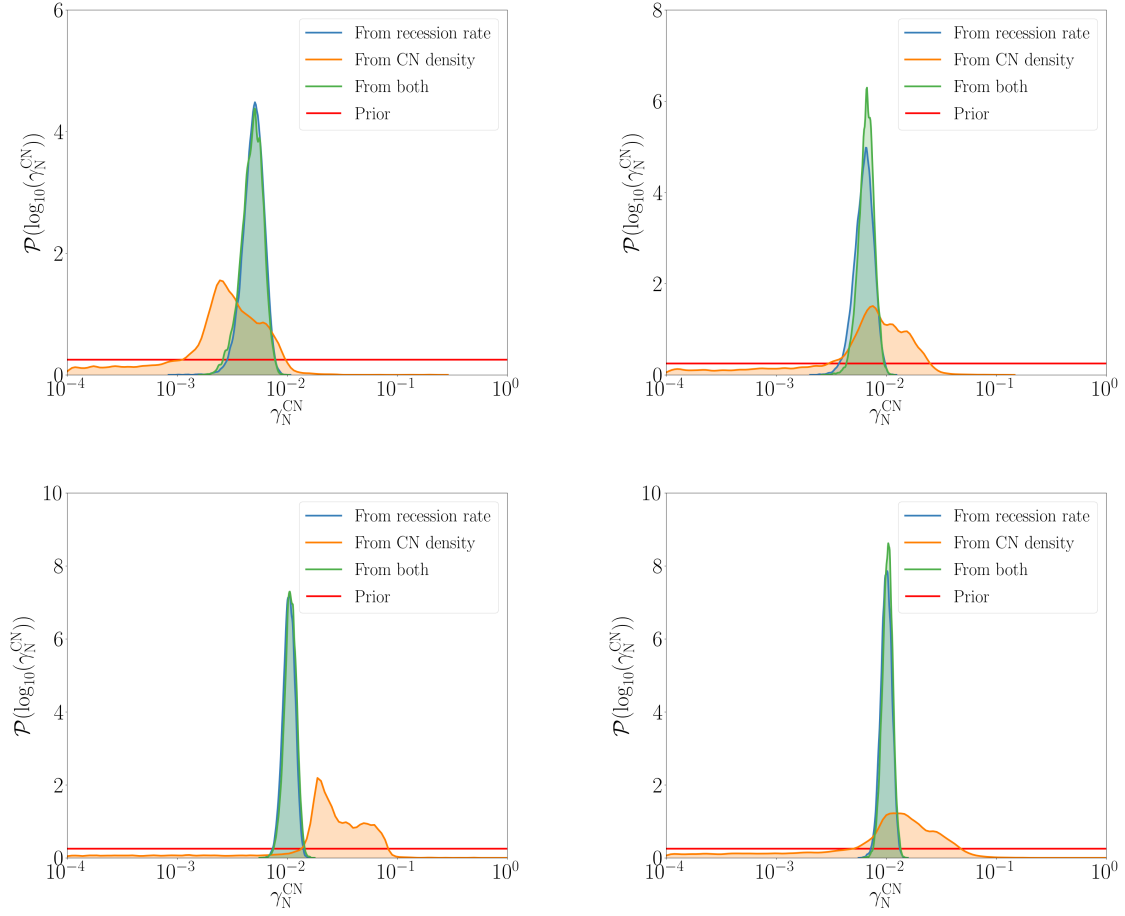 6
4
2
0
P(log₁₀(γ_N^CN))
From recession rate
From CN density
From both
Prior
10⁻⁴ 10⁻³ 10⁻² 10⁻¹ 10⁰
γ_N^CN
8
6
4
2
0
P(log₁₀(γ_N^CN))
From recession rate
From CN density
From both
Prior
10⁻⁴ 10⁻³ 10⁻² 10⁻¹ 10⁰
γ_N^CN
10
8
6
4
2
0
P(log₁₀(γ_N^CN))
From recession rate
From CN density
From both
Prior
10⁻⁴ 10⁻³ 10⁻² 10⁻¹ 10⁰
γ_N^CN
10
8
6
4
2
0
P(log₁₀(γ_N^CN))
From recession rate
From CN density
From both
Prior
10⁻⁴ 10⁻³ 10⁻² 10⁻¹ 10⁰
γ_N^CN